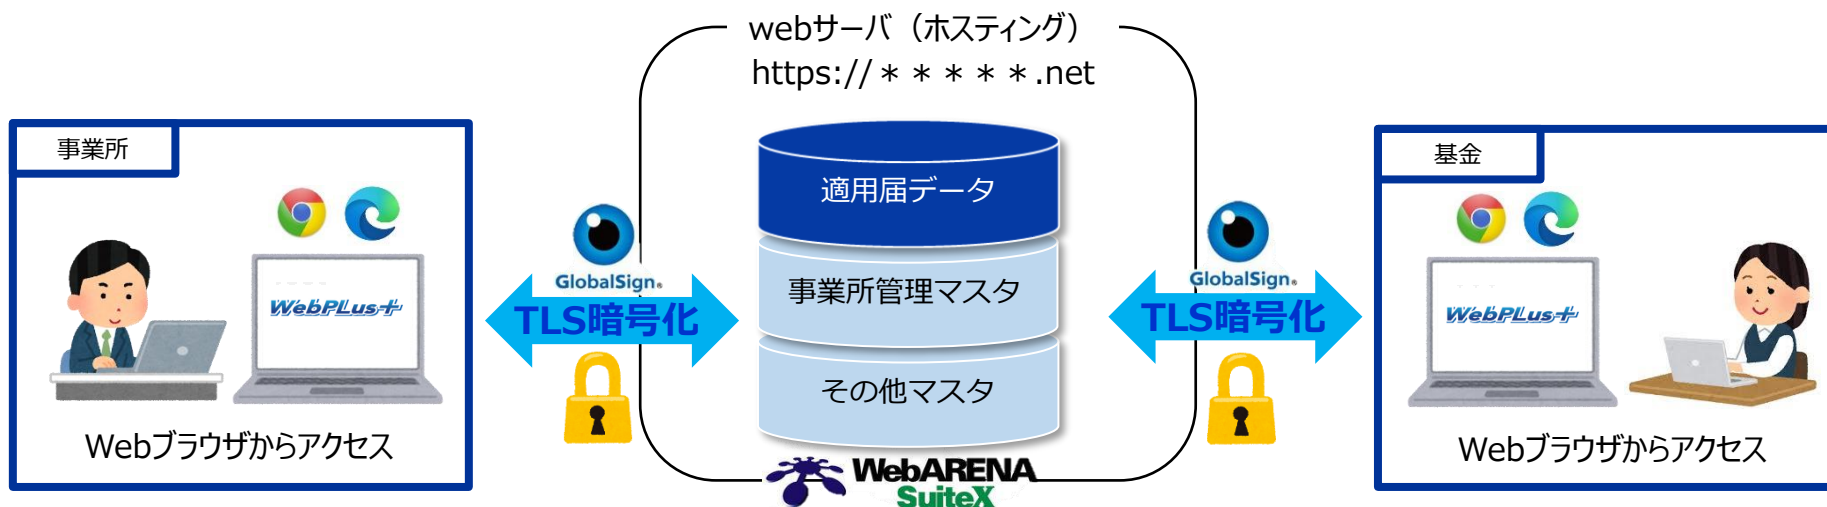 webサーバ（ホスティング）
https://＊＊＊＊＊.net
事業所
WebPLus+
Webブラウザからアクセス
GlobalSign®
TLS暗号化
適用届データ
事業所管理マスタ
その他マスタ
WebARENA
SuiteX
GlobalSign®
TLS暗号化
基金
WebPLus+
Webブラウザからアクセス